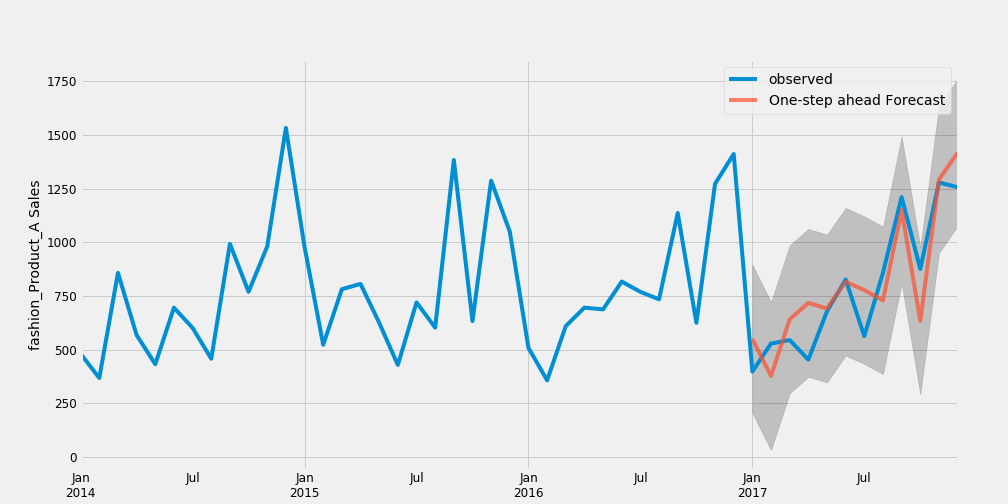 observed
One-step ahead Forecast
fashion_Product_A Sales
1750
1500
1250
1000
750
500
250
0
Jan
2014
Jul
Jan
2015
Jul
Jan
2016
Jul
Jan
2017
Jul